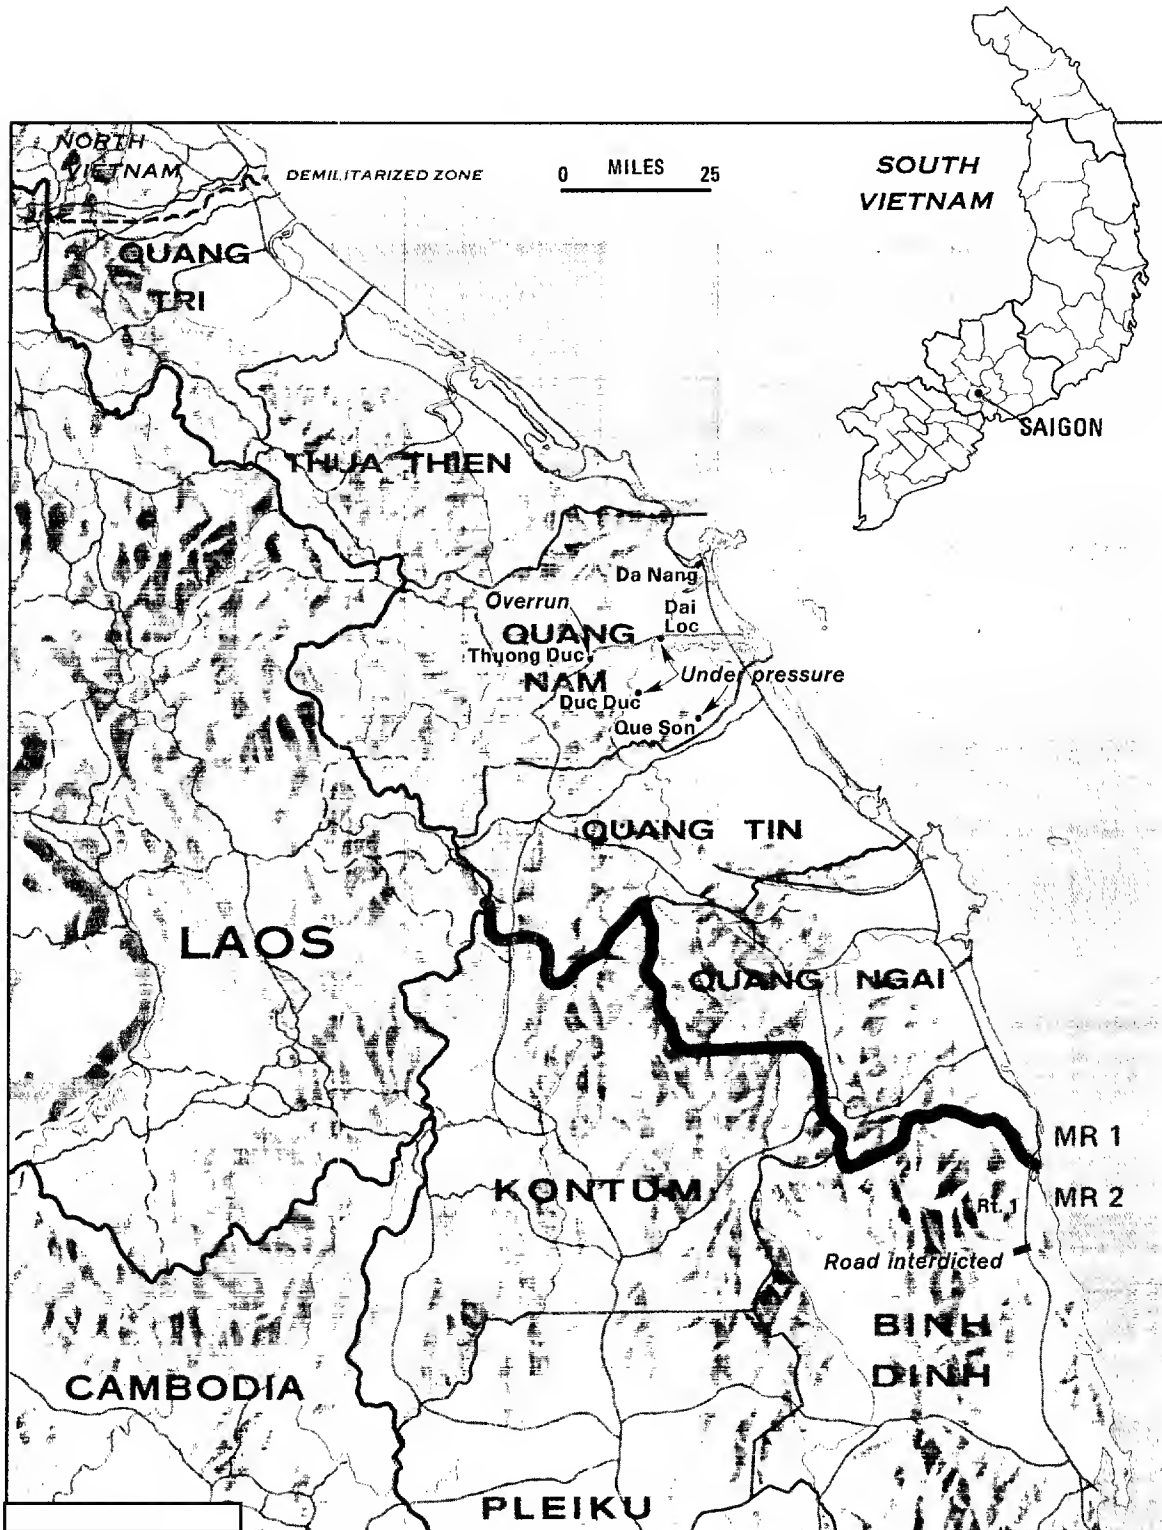 NORTH
VIETNAM
DEMILITARIZED ZONE
0 MILES 25
SOUTH
VIETNAM
SAIGON
QUANG
TRI
THUA THIEN
Da Nang
Overrun
Dai
Loc
QUANG
Thuong Duc
NAM
Under pressure
Duc Duc
Que Son
QUANG TIN
LAOS
QUANG NGAI
MR 1
KONTUM
MR 2
Rt. 1
Road interdicted
BINH
DINH
CAMBODIA
PLEIKU